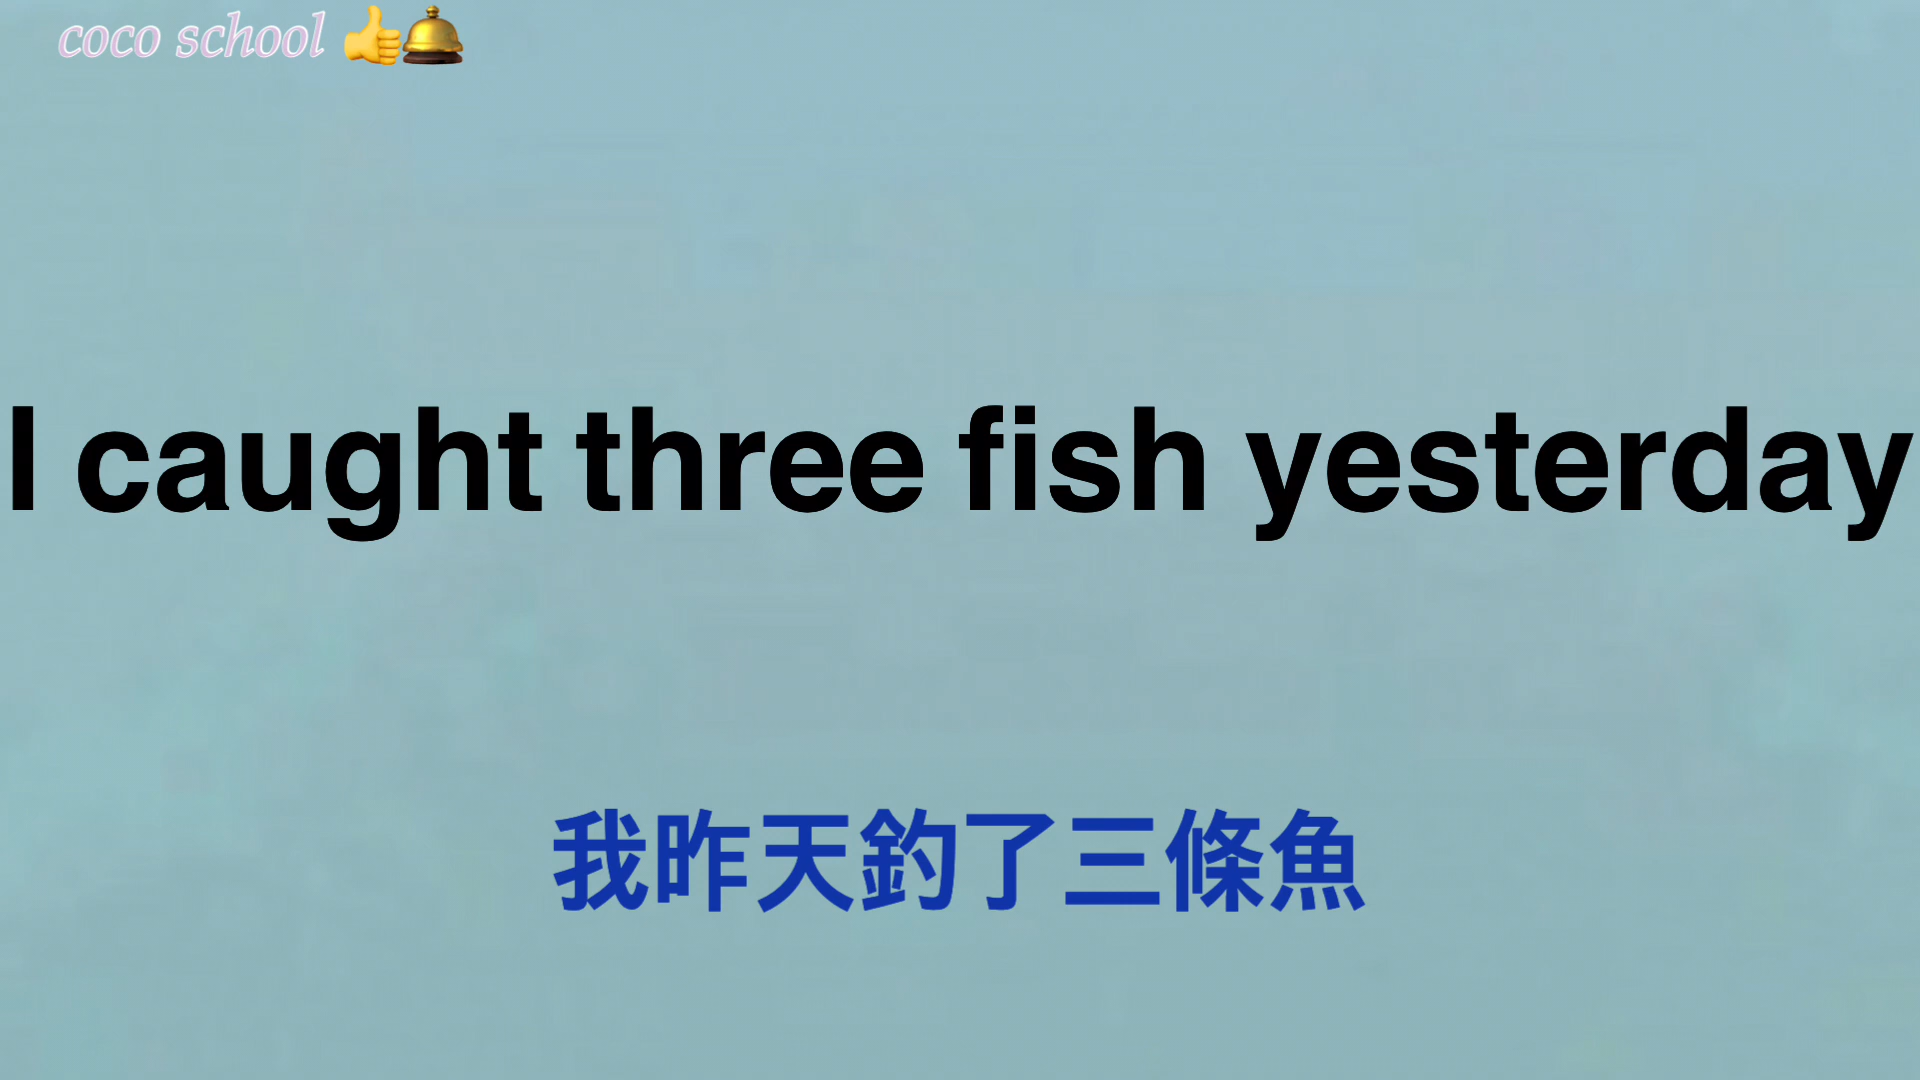 coco school 👍🛎️
I caught three fish yesterday
我昨天釣了三條魚